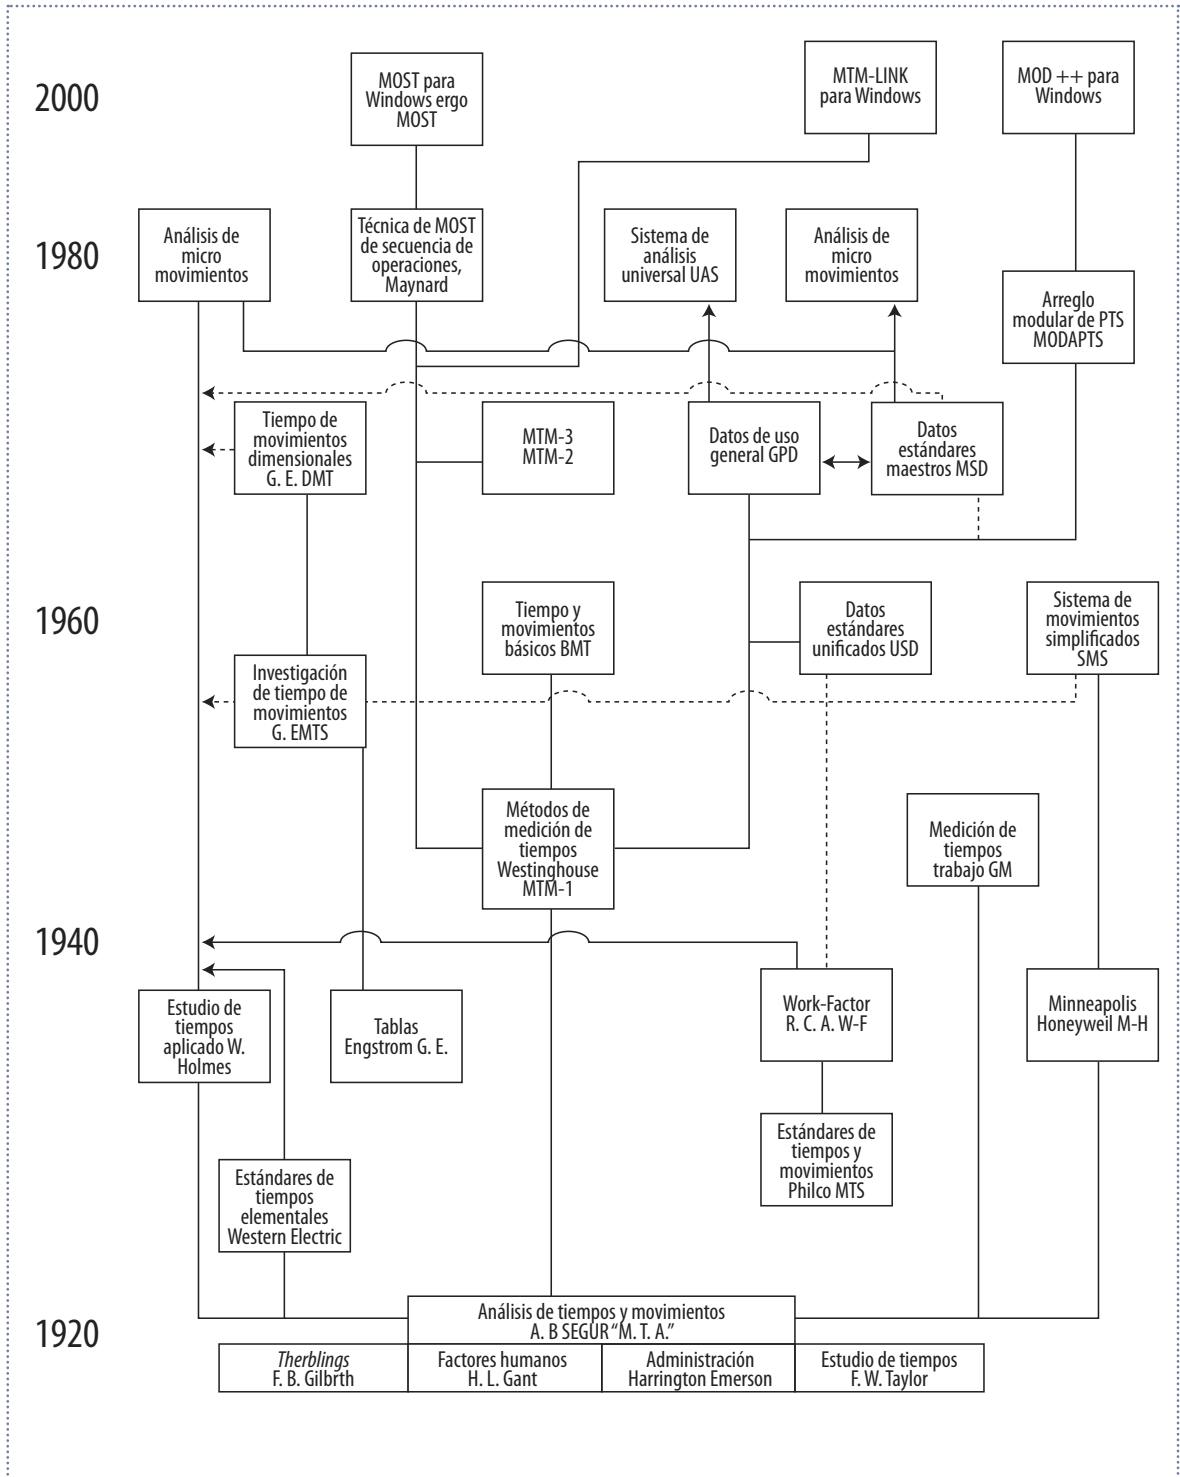 2000
MOST para
Windows ergo
MOST
MTM-LINK
para Windows
MOD ++ para
Windows
1980
Análisis de
micro
movimientos
Técnica de MOST
de secuencia de
operaciones,
Maynard
Sistema de
análisis
universal UAS
Análisis de
micro
movimientos
Arreglo
modular de PTS
MODAPTS
Tiempo de
movimientos
dimensionales
G. E. DMT
MTM-3
MTM-2
Datos de uso
general GPD
Datos
estándares
maestros MSD
1960
Tiempo y
movimientos
básicos BMT
Datos
estándares
unificados USD
Sistema de
movimientos
simplificados
SMS
Investigación
de tiempo de
movimientos
G. EMTS
Métodos de
medición de
tiempos
Westinghouse
MTM-1
Medición de
tiempos
trabajo GM
1940
Estudio de
tiempos
aplicado W.
Holmes
Tablas
Engstrom G. E.
Work-Factor
R. C. A. W-F
Minneapolis
Honeyweil M-H
Estándares de
tiempos y
movimientos
Philco MTS
Estándares de
tiempos
elementales
Western Electric
1920
Análisis de tiempos y movimientos
A. B SEGUR “M. T. A.”
Therblings
F. B. Gilbrth
Factores humanos
H. L. Gant
Administración
Harrington Emerson
Estudio de tiempos
F. W. Taylor